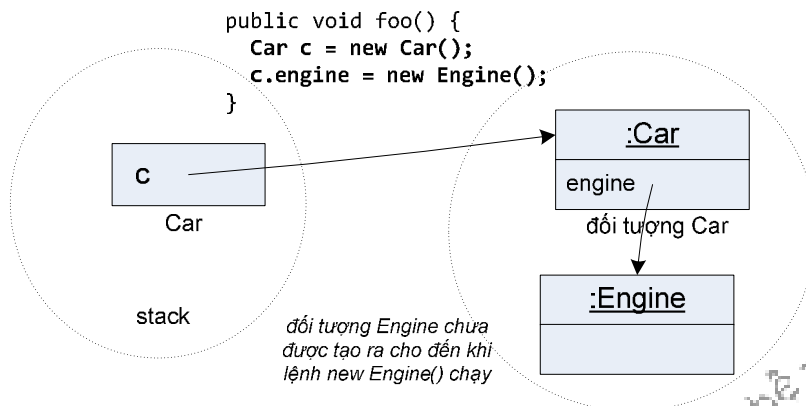 public void foo() {
Car c = new Car();
c.engine = new Engine();
}
c
Car
stack
:Car
engine
đối tượng Car
:Engine
đối tượng Engine chưa
được tạo ra cho đến khi
lệnh new Engine() chạy